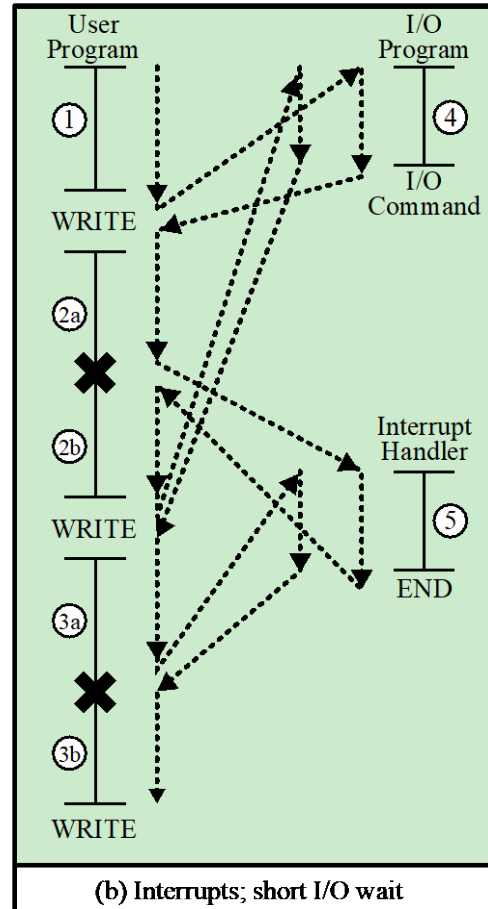 User
Program
I/O
Program
1
4
I/O
Command
WRITE
2a
2b
Interrupt
Handler
WRITE
5
END
3a
3b
WRITE
(b) Interrupts; short I/O wait